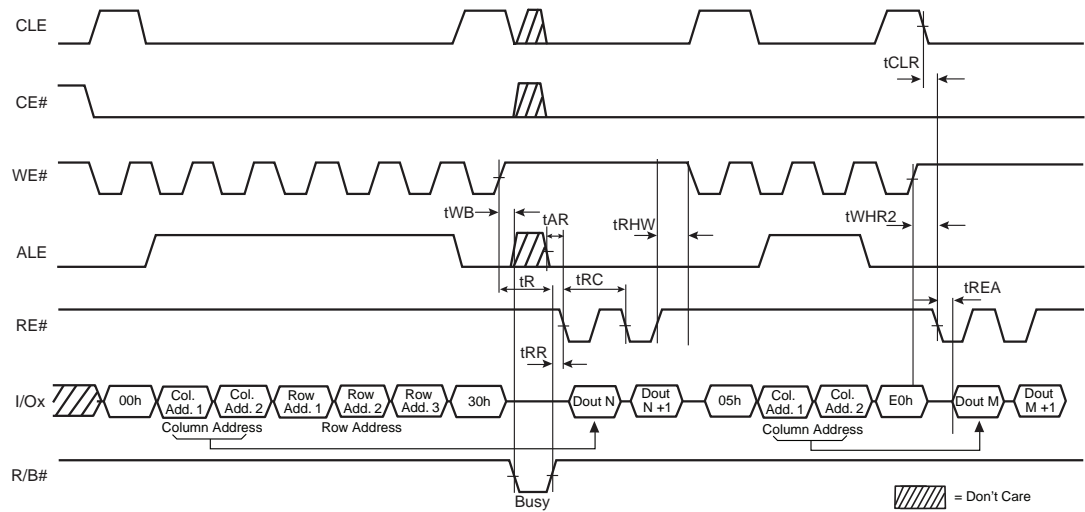 CLE
tCLR
CE#
WE#
tWB
tAR
tRHW
tWHR2
ALE
tR
tRC
tREA
RE#
tRR
I/Ox
00h
Col.
Add. 1
Col.
Add. 2
Row
Add. 1
Row
Add. 2
Row
Add. 3
30h
Dout N
Dout
N +1
05h
Col.
Add. 1
Col.
Add. 2
E0h
Dout M
Dout
M +1
Column Address
Row Address
Column Address
R/B#
Busy
= Don't Care